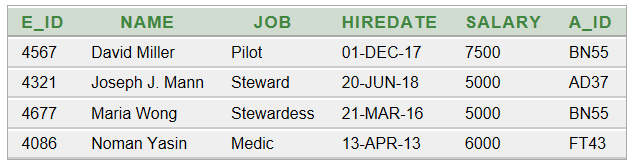 E_ID NAME JOB HIREDATE SALARY A_ID
4567 David Miller Pilot 01-DEC-17 7500 BN55
4321 Joseph J. Mann Steward 20-JUN-18 5000 AD37
4677 Maria Wong Stewardess 21-MAR-16 5000 BN55
4086 Noman Yasin Medic 13-APR-13 6000 FT43